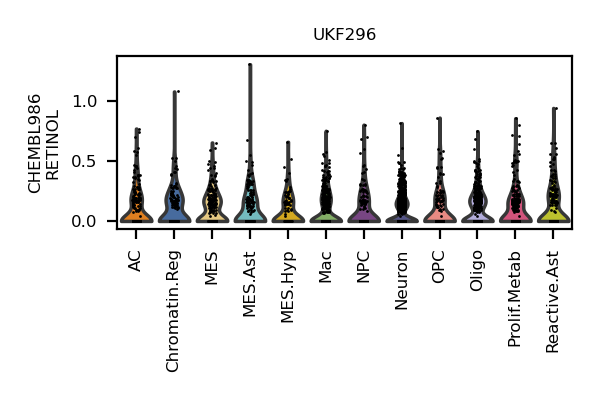 UKF296
CHEMBL986
RETINOL
1.0
0.5
0.0
AC
Chromatin.Reg
MES
MES.Ast
MES.Hyp
Mac
NPC
Neuron
OPC
Oligo
Prolif.Metab
Reactive.Ast